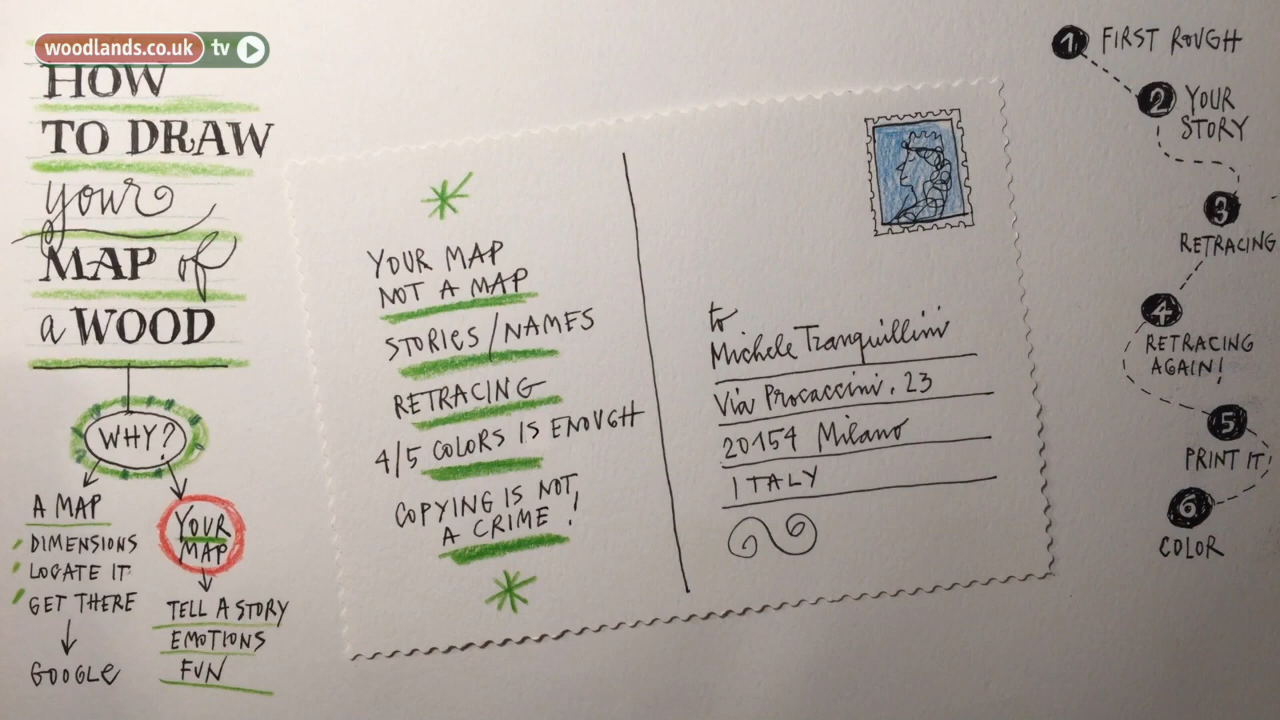 woodlands.co.uk tv
HOW
TO DRAW
your
MAP of
a WOOD
WHY?
A MAP
DIMENSIONS
LOCATE IT
GET THERE
GOOGLE
YOUR
MAP
TELL A STORY
EMOTIONS
FUN
YOUR MAP
NOT A MAP
STORIES/NAMES
RETRACING
4/5 COLORS IS ENOUGH
COPYING IS NOT
A CRIME!
to
Michele Tranquillini
Via Procaccini, 23
20154 Milano
ITALY
1 FIRST ROUGH
2 YOUR
STORY
3
RETRACING
4
RETRACING
AGAIN!
5
PRINT IT
6
COLOR